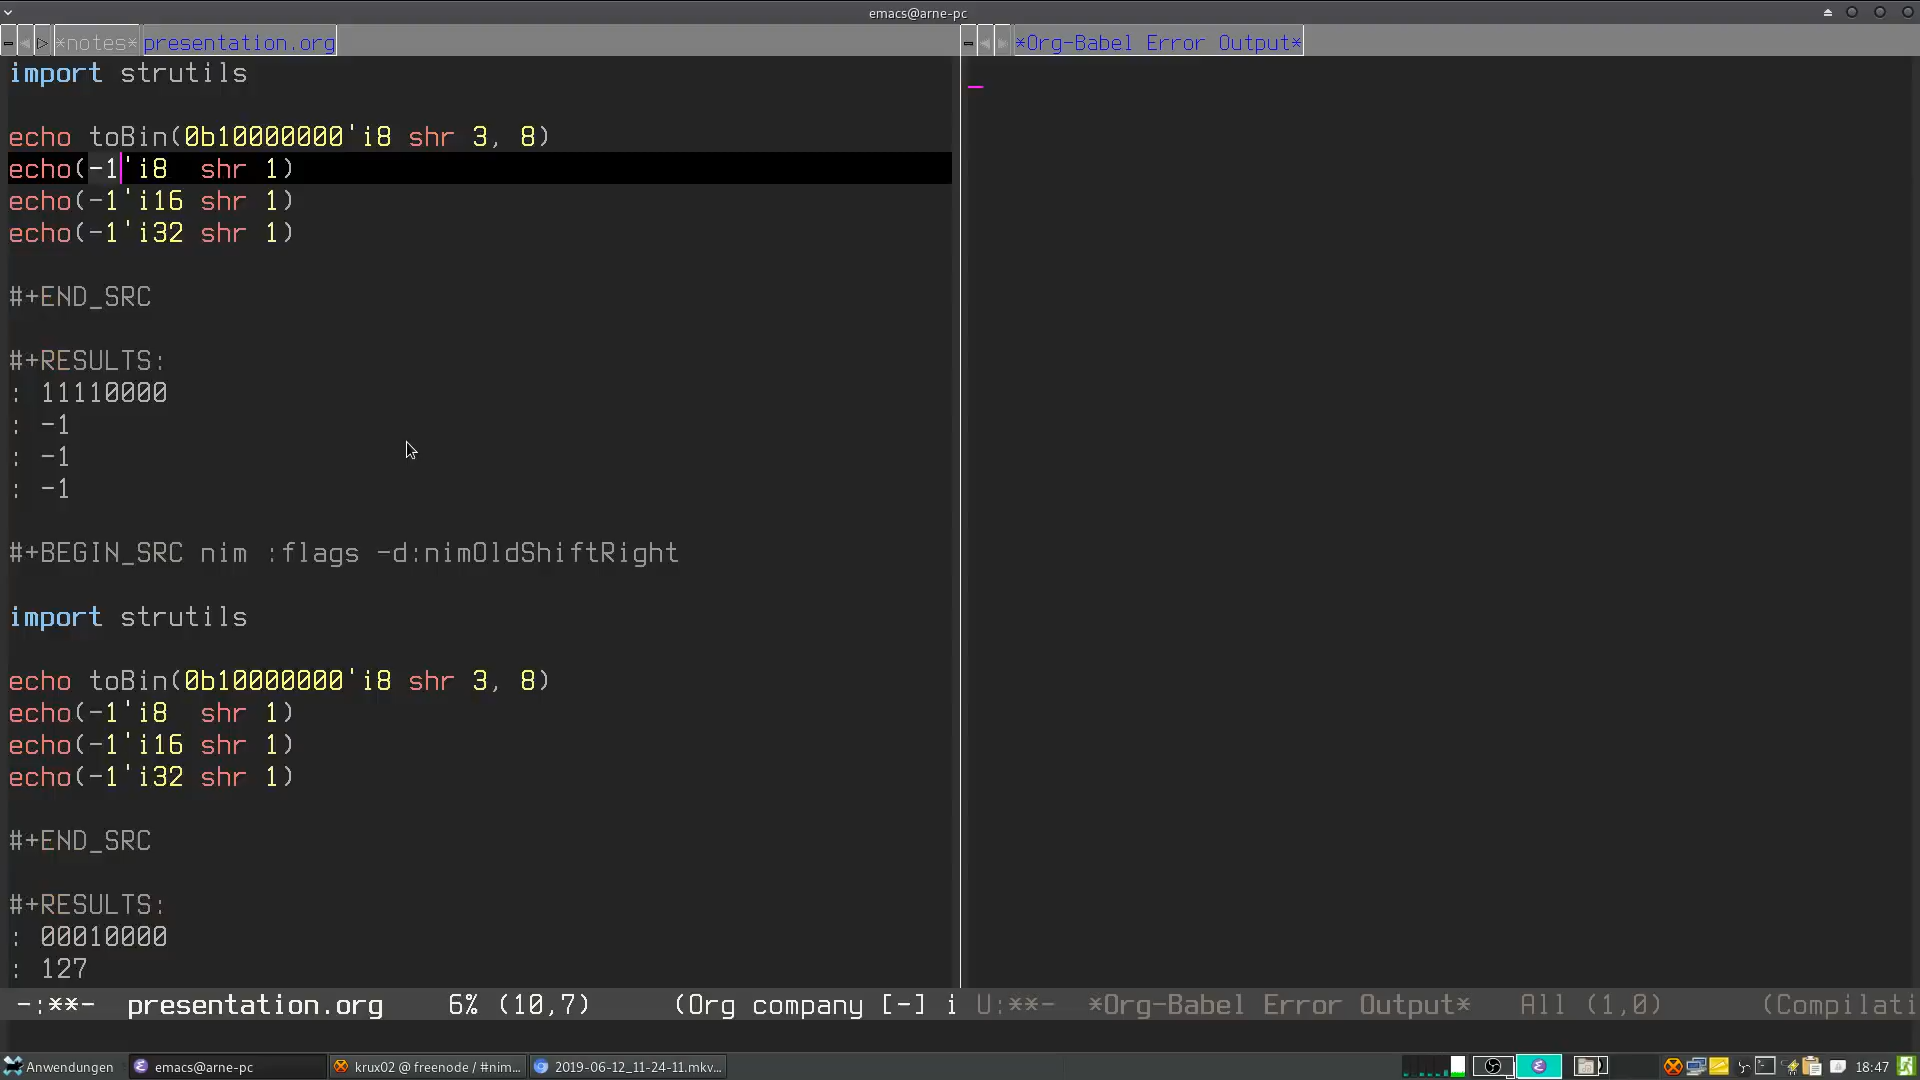 emacs@arne-pc
*notes* presentation.org
*Org-Babel Error Output*
import strutils
echo toBin(0b10000000'i8 shr 3, 8)
echo(-1'i8  shr 1)
echo(-1'i16 shr 1)
echo(-1'i32 shr 1)
#+END_SRC
#+RESULTS:
: 11110000
: -1
: -1
: -1
#+BEGIN_SRC nim :flags -d:nimOldShiftRight
import strutils
echo toBin(0b10000000'i8 shr 3, 8)
echo(-1'i8  shr 1)
echo(-1'i16 shr 1)
echo(-1'i32 shr 1)
#+END_SRC
#+RESULTS:
: 00010000
: 127
-:**-  presentation.org    6% (10,7)    (Org company [-] i
U:**-  *Org-Babel Error Output*   All (1,0)    (Compilati
Anwendungen
emacs@arne-pc
krux02 @ freenode / #nim...
2019-06-12_11-24-11.mkv...
18:47